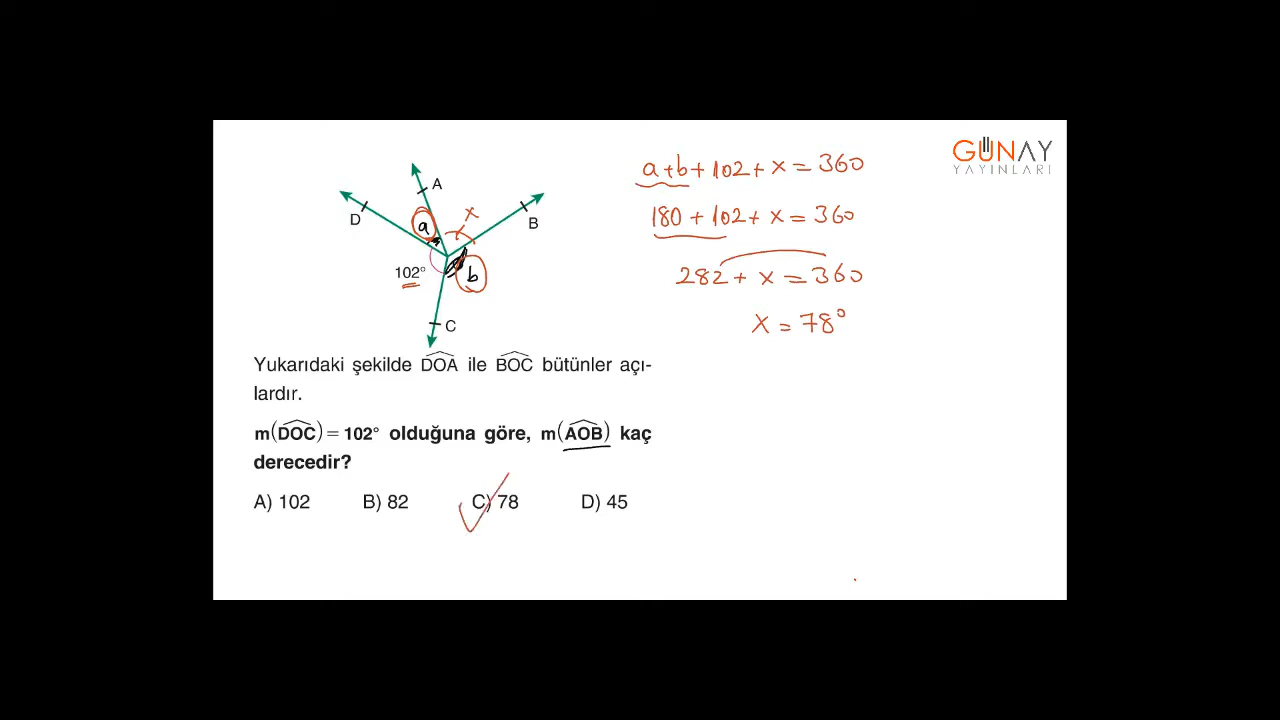 GÜNAY
YAYINLARI
A
D
a
x
B
102°
b
C
a+b+102+x=360
180+102+x=360
282+x=360
x=78°
Yukarıdaki şekilde DOA ile BOC bütünler açı-
lardır.
m(DOC)=102° olduğuna göre, m(AOB) kaç
derecedir?
A) 102 B) 82 C) 78 D) 45